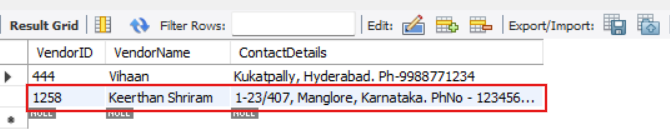 Result Grid Filter Rows: Edit: Export/Import:
VendorID VendorName ContactDetails
444 Vihaan Kukatpally, Hyderabad. Ph-9988771234
1258 Keerthan Shriram 1-23/407, Manglore, Karnataka. PhNo - 123456...
NULL NULL NULL